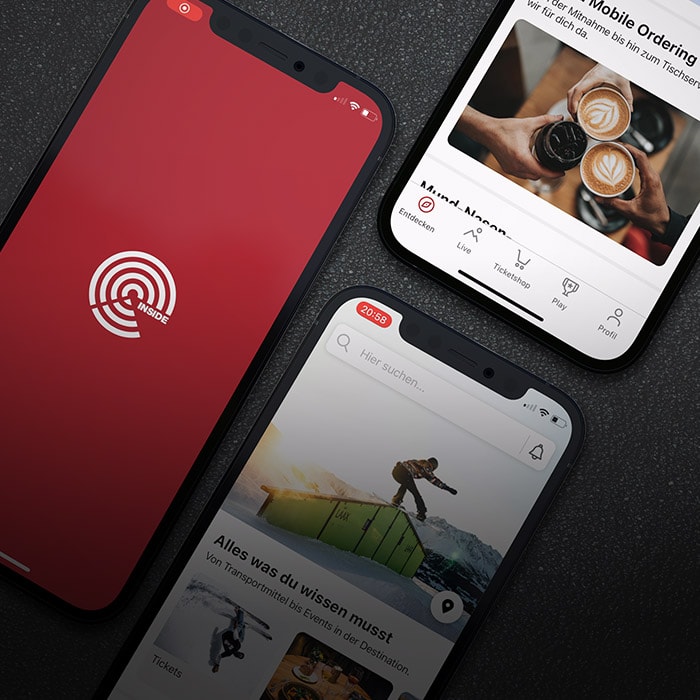 INSIDE
Mobile Ordering
der Mitnahme bis hin zum Tischserv
wir für dich da.
Mund-Nasen
Entdecken
Live
Ticketshop
Play
Profil
20:58
Hier suchen...
LAAX
Alles was du wissen musst
Von Transportmittel bis Events in der Destination.
Tickets